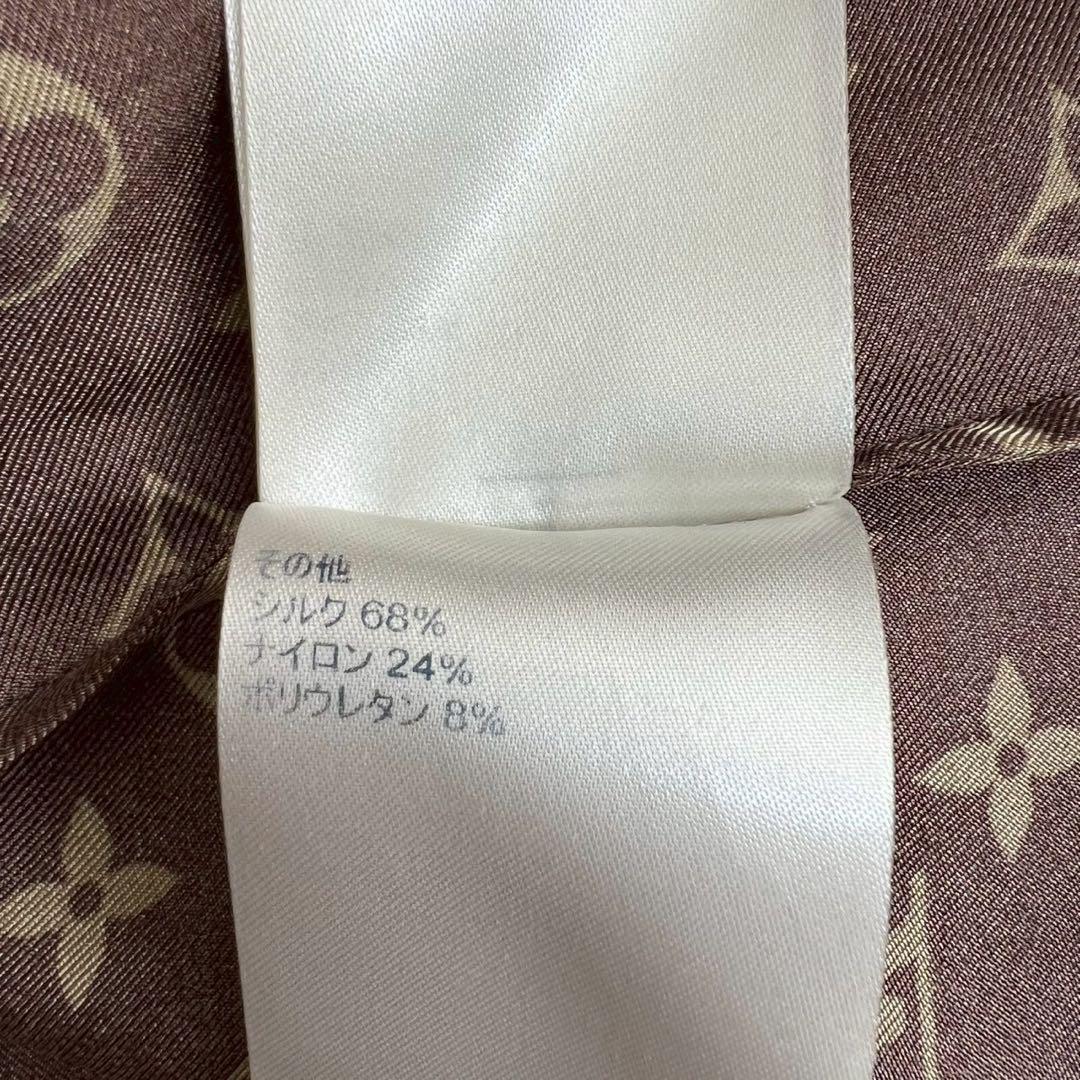 その他
シルク 68%
ナイロン 24%
ポリウレタン 8%